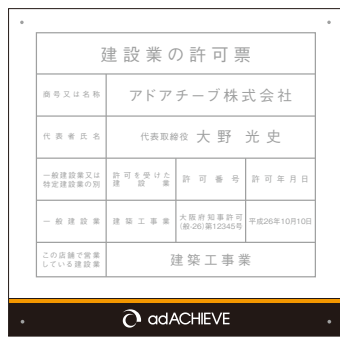 建設業の許可票
商号又は名称 アドアチーブ株式会社
代表者氏名 代表取締役 大野 光史
一般建設業又は
特定建設業の別
許可を受けた
建設業
許可番号
許可年月日
一般建設業
建築工事業
大阪府知事許可
(般-26)第12345号
平成26年10月10日
この店舗で営業
している建設業
建築工事業
adACHIEVE